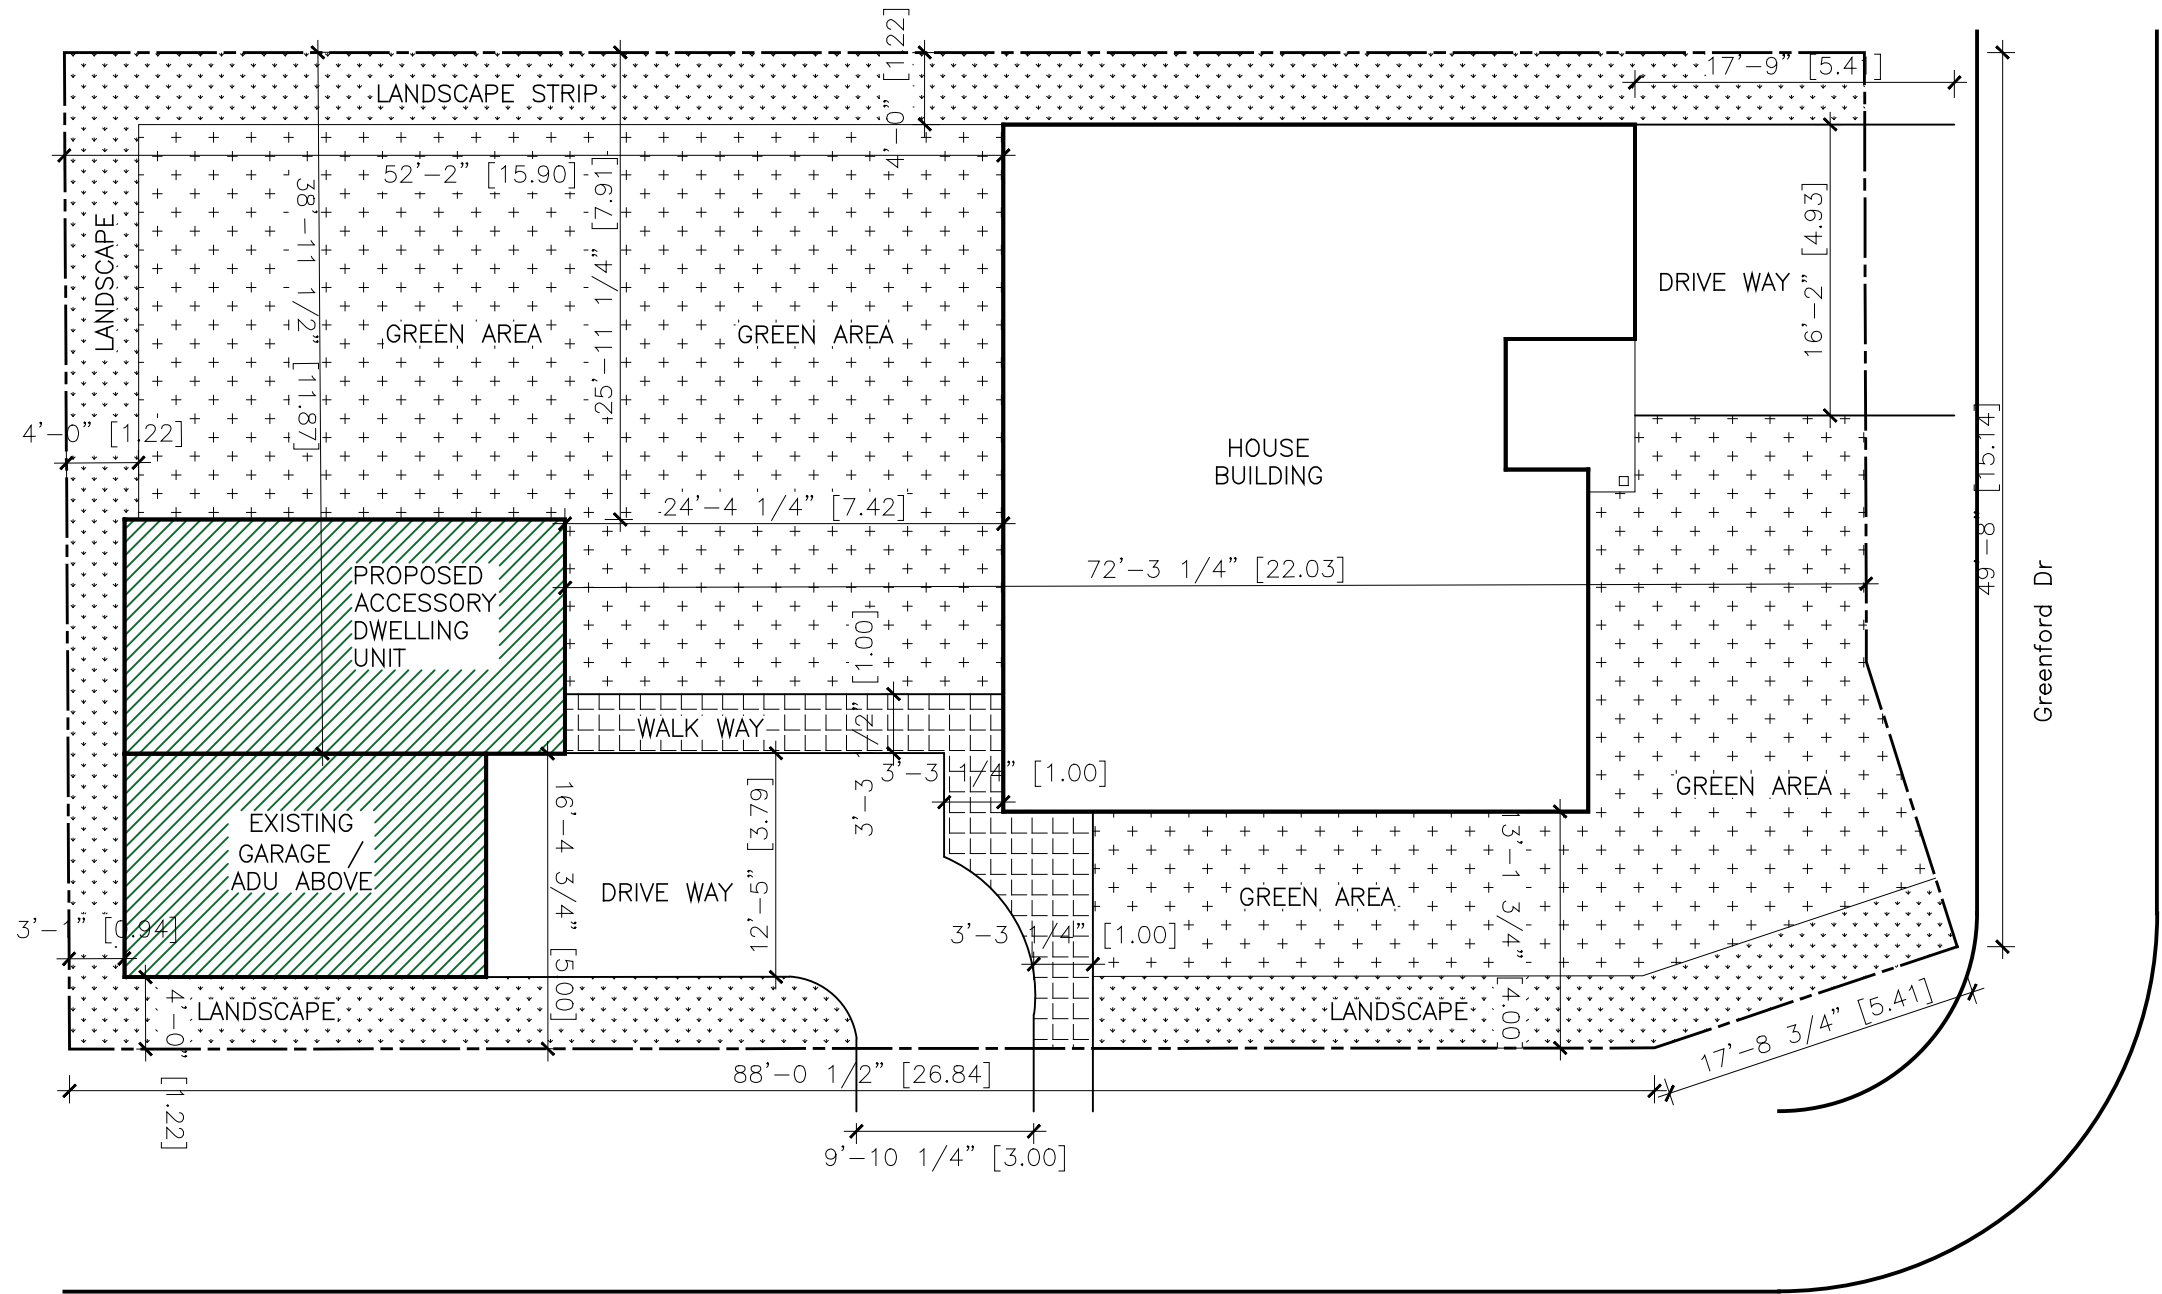 4'-0" [1.22]
17'-9" [5.41]
LANDSCAPE STRIP
52'-2" [15.90]
38'-11 1/2" [11.87]
25'-11 1/4" [7.91]
LANDSCAPE
16'-2" [4.93]
DRIVE WAY
GREEN AREA
GREEN AREA
4'-0" [1.22]
HOUSE
BUILDING
49'-8" [15.14]
24'-4 1/4" [7.42]
72'-3 1/4" [22.03]
PROPOSED
ACCESSORY
DWELLING
UNIT
Greenford Dr
3'-3 1/2" [1.00]
WALK WAY
3'-3 1/4" [1.00]
GREEN AREA
EXISTING
GARAGE /
ADU ABOVE
16'-4 3/4" [5.00]
DRIVE WAY
12'-5" [3.79]
GREEN AREA
13'-1 3/4" [4.00]
3'-1" [0.94]
3'-3 1/4" [1.00]
4'-0" [1.22]
LANDSCAPE
LANDSCAPE
17'-8 3/4" [5.41]
88'-0 1/2" [26.84]
9'-10 1/4" [3.00]